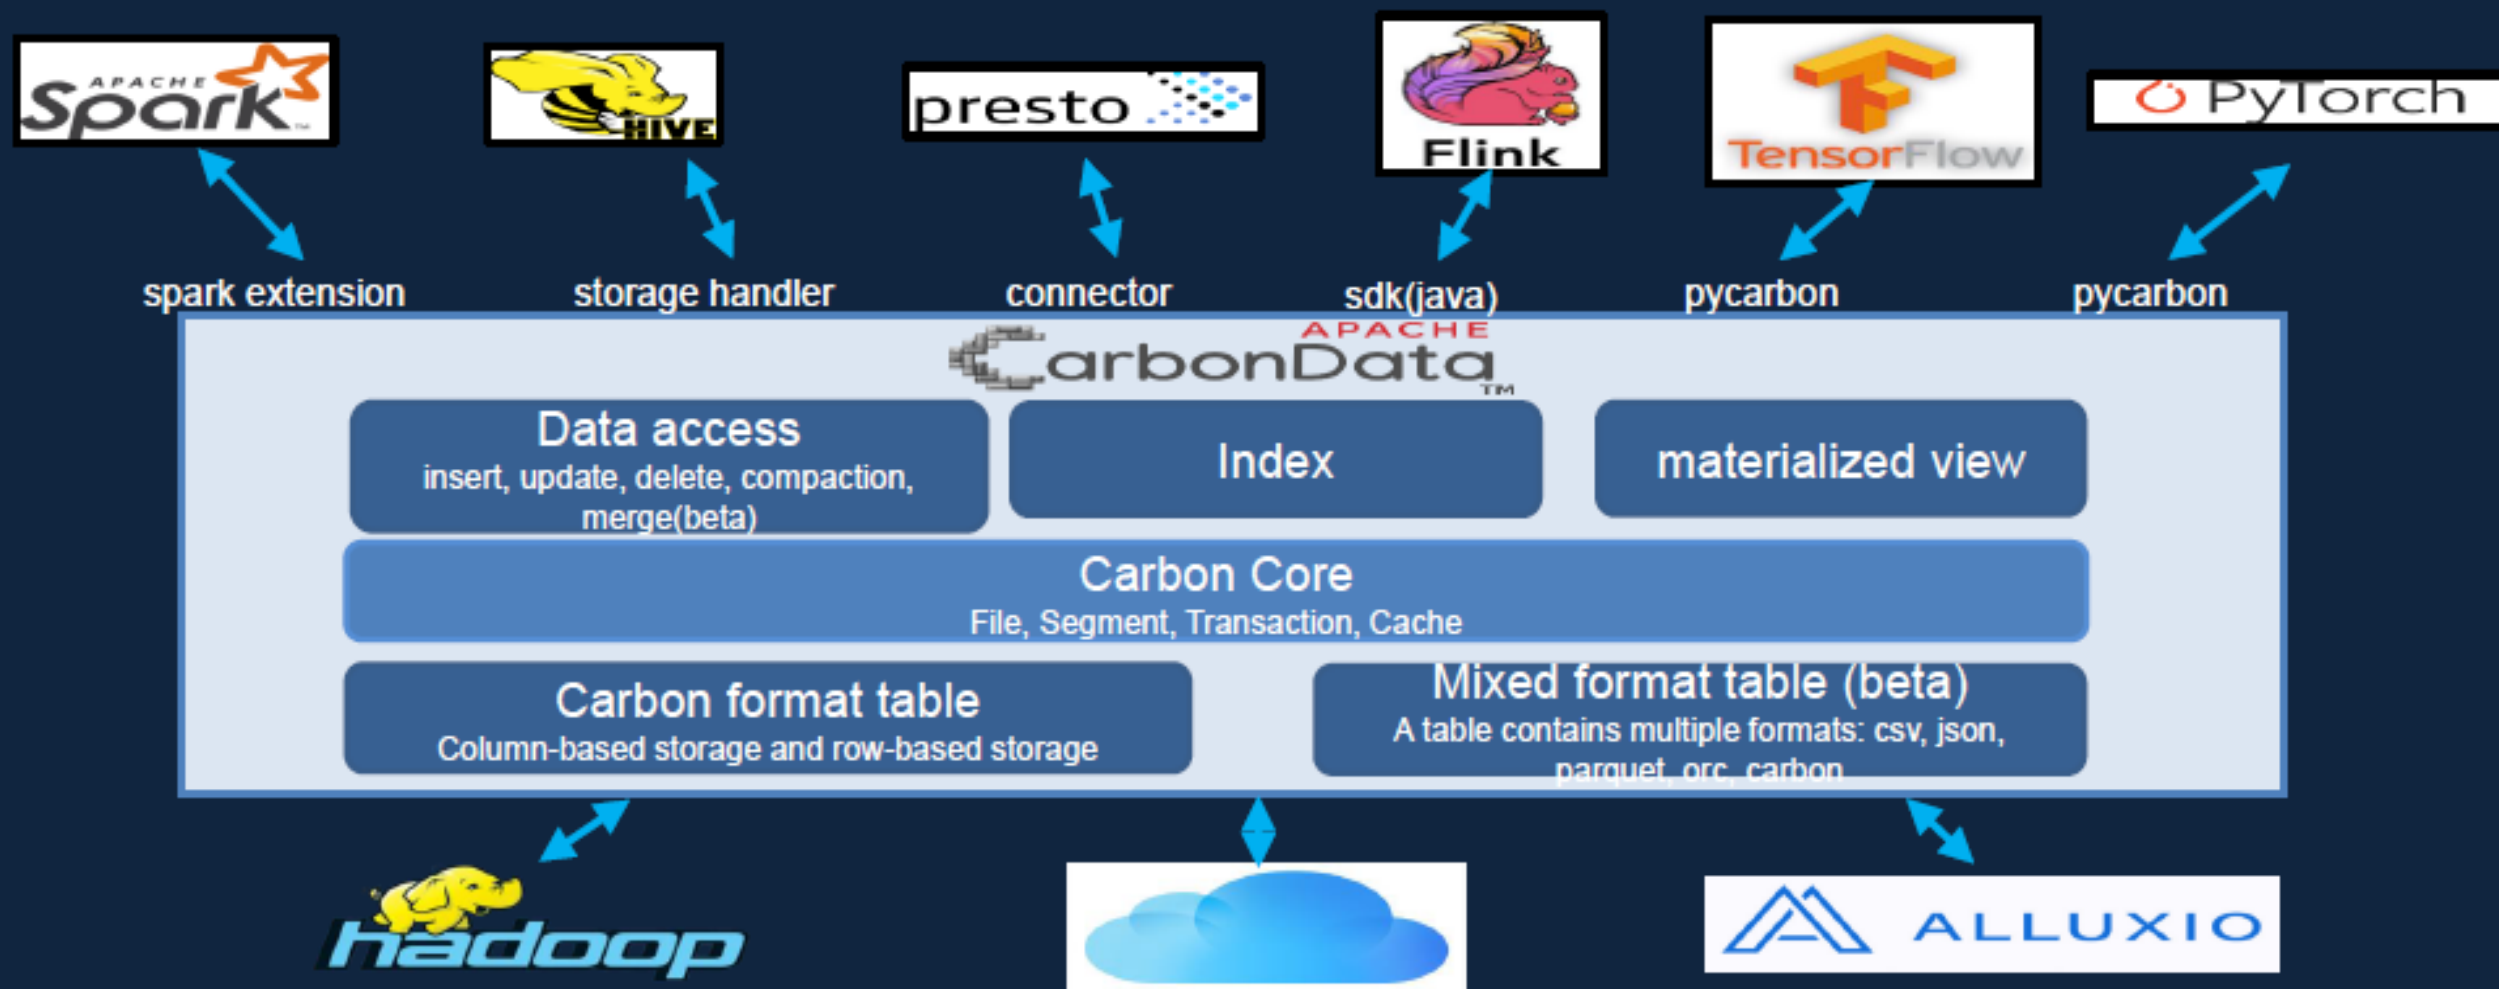 APACHE
Spark™
HIVE
presto
Flink
TensorFlow
PyTorch
spark extension
storage handler
connector
sdk(java)
pycarbon
pycarbon
APACHE
CarbonData
TM
Data access
insert, update, delete, compaction,
merge(beta)
Index
materialized view
Carbon Core
File, Segment, Transaction, Cache
Carbon format table
Column-based storage and row-based storage
Mixed format table (beta)
A table contains multiple formats: csv, json,
parquet, orc, carbon
hadoop
ALLUXIO